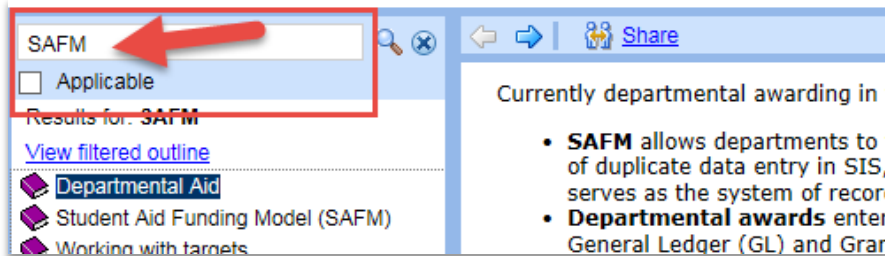 SAFM
Applicable
Results for: SAFM
View filtered outline
Departmental Aid
Student Aid Funding Model (SAFM)
Working with targets
Share
Currently departmental awarding in
• SAFM allows departments to
of duplicate data entry in SIS,
serves as the system of recor
• Departmental awards enter
General Ledger (GL) and Gran